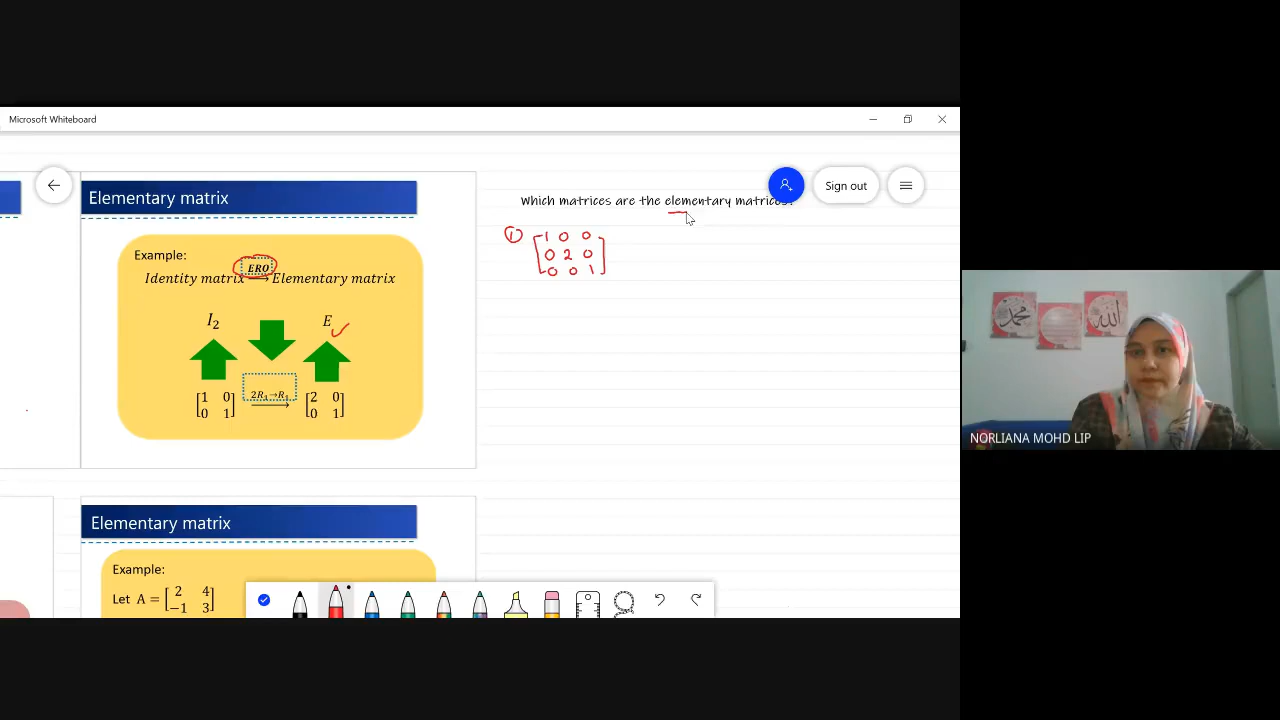 Microsoft Whiteboard
Sign out
Elementary matrix
Example:
ERO
Identity matrix → Elementary matrix
I₂ E ✓
[1 0 2R₁→R₁ [2 0
0 1] → 0 1]
Which matrices are the elementary matrices?
① [1 0 0
0 2 0
0 0 1]
Elementary matrix
Example:
Let A = [2 4
-1 3]
NORLIANA MOHD LIP